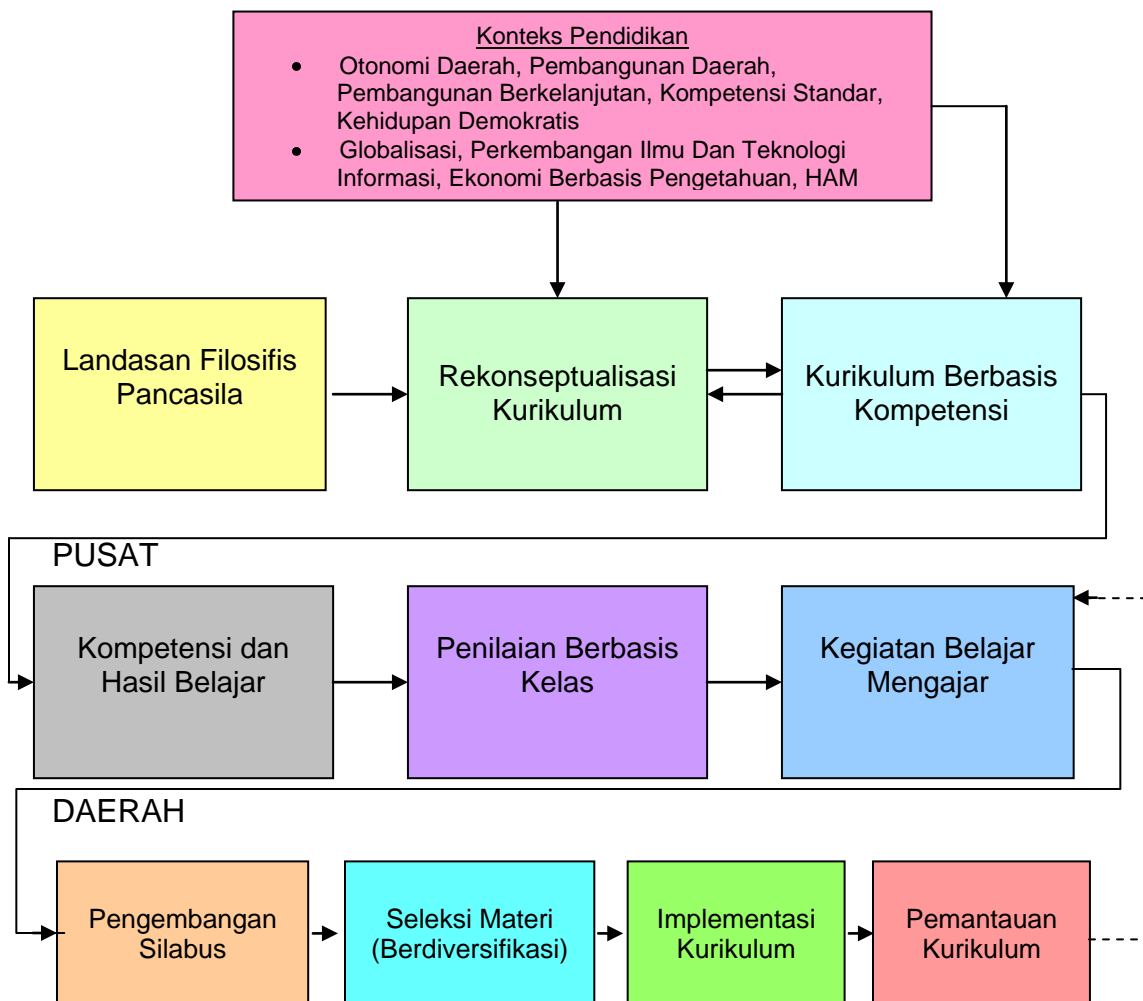 Konteks Pendidikan
• Otonomi Daerah, Pembangunan Daerah,
Pembangunan Berkelanjutan, Kompetensi Standar,
Kehidupan Demokratis
• Globalisasi, Perkembangan Ilmu Dan Teknologi
Informasi, Ekonomi Berbasis Pengetahuan, HAM
Landasan Filosifis
Pancasila
Rekonseptualisasi
Kurikulum
Kurikulum Berbasis
Kompetensi
PUSAT
Kompetensi dan
Hasil Belajar
Penilaian Berbasis
Kelas
Kegiatan Belajar
Mengajar
DAERAH
Pengembangan
Silabus
Seleksi Materi
(Berdiversifikasi)
Implementasi
Kurikulum
Pemantauan
Kurikulum